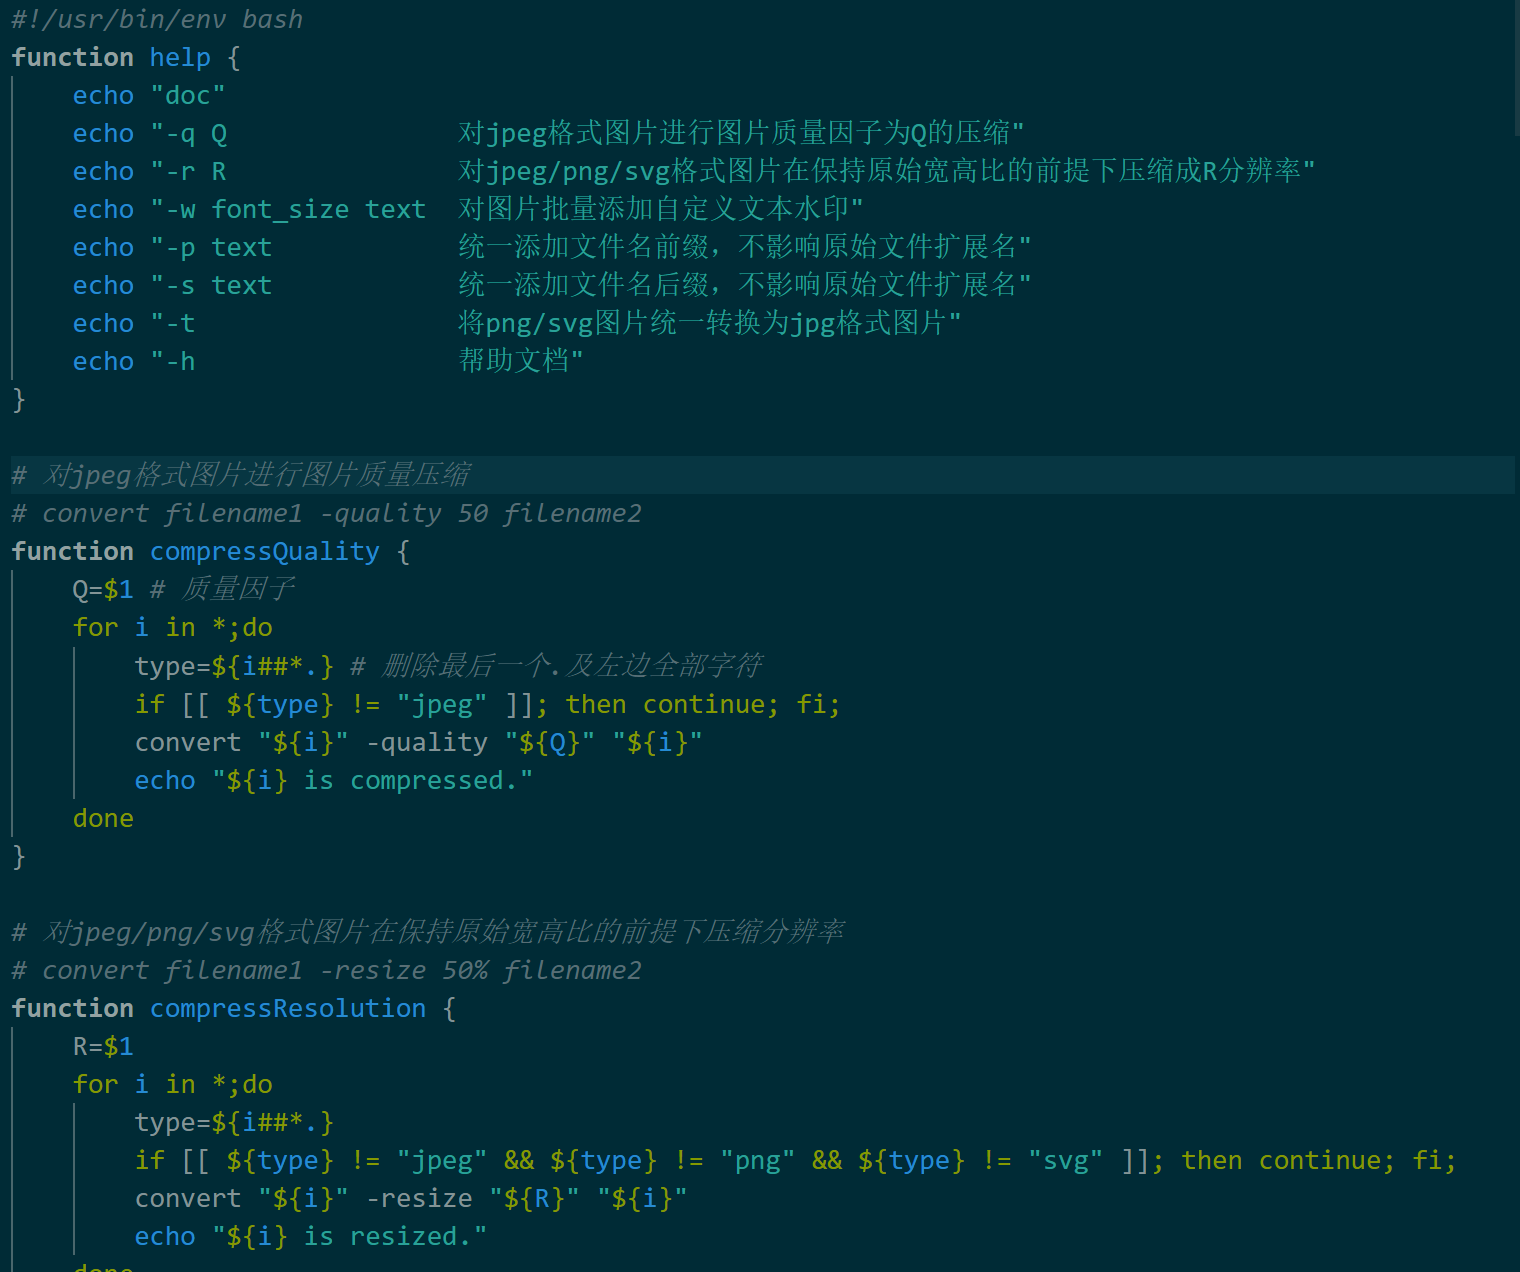 #!/usr/bin/env bash
function help {
    echo "doc"
    echo "-q Q               对jpeg格式图片进行图片质量因子为Q的压缩"
    echo "-r R               对jpeg/png/svg格式图片在保持原始宽高比的前提下压缩成R分辨率"
    echo "-w font_size text  对图片批量添加自定义文本水印"
    echo "-p text            统一添加文件名前缀，不影响原始文件扩展名"
    echo "-s text            统一添加文件名后缀，不影响原始文件扩展名"
    echo "-t                 将png/svg图片统一转换为jpg格式图片"
    echo "-h                 帮助文档"
}
# 对jpeg格式图片进行图片质量压缩
# convert filename1 -quality 50 filename2
function compressQuality {
    Q=$1 # 质量因子
    for i in *;do
        type=${i##*.} # 删除最后一个.及左边全部字符
        if [[ ${type} != "jpeg" ]]; then continue; fi;
        convert "${i}" -quality "${Q}" "${i}"
        echo "${i} is compressed."
    done
}
# 对jpeg/png/svg格式图片在保持原始宽高比的前提下压缩分辨率
# convert filename1 -resize 50% filename2
function compressResolution {
    R=$1
    for i in *;do
        type=${i##*.}
        if [[ ${type} != "jpeg" && ${type} != "png" && ${type} != "svg" ]]; then continue; fi;
        convert "${i}" -resize "${R}" "${i}"
        echo "${i} is resized."
    done